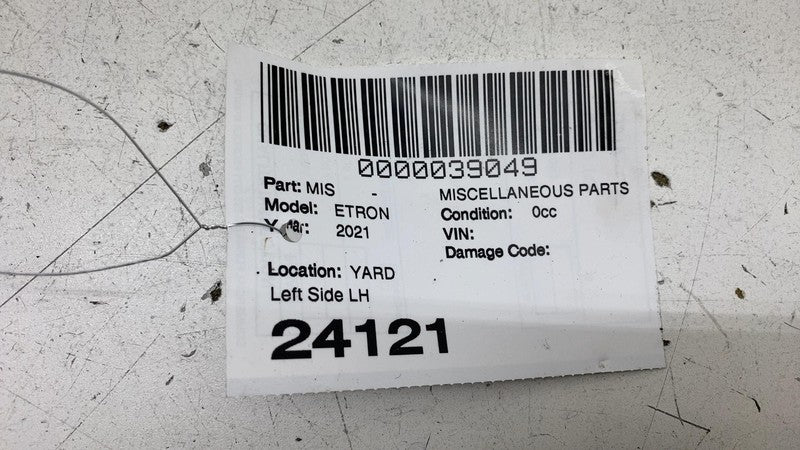 0000039049
Part: MIS - MISCELLANEOUS PARTS
Model: ETRON Condition: 0cc
Year: 2021 VIN:
Damage Code:
Location: YARD
Left Side LH
24121